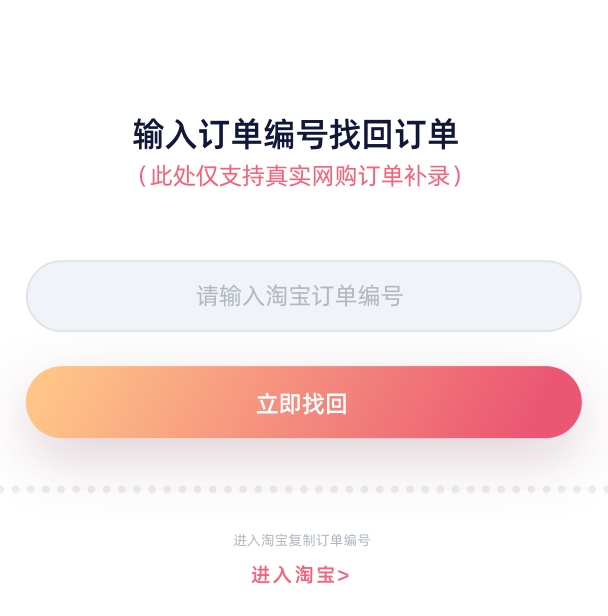 输入订单编号找回订单
（此处仅支持真实网购订单补录）
请输入淘宝订单编号
立即找回
进入淘宝复制订单编号
进入淘宝>